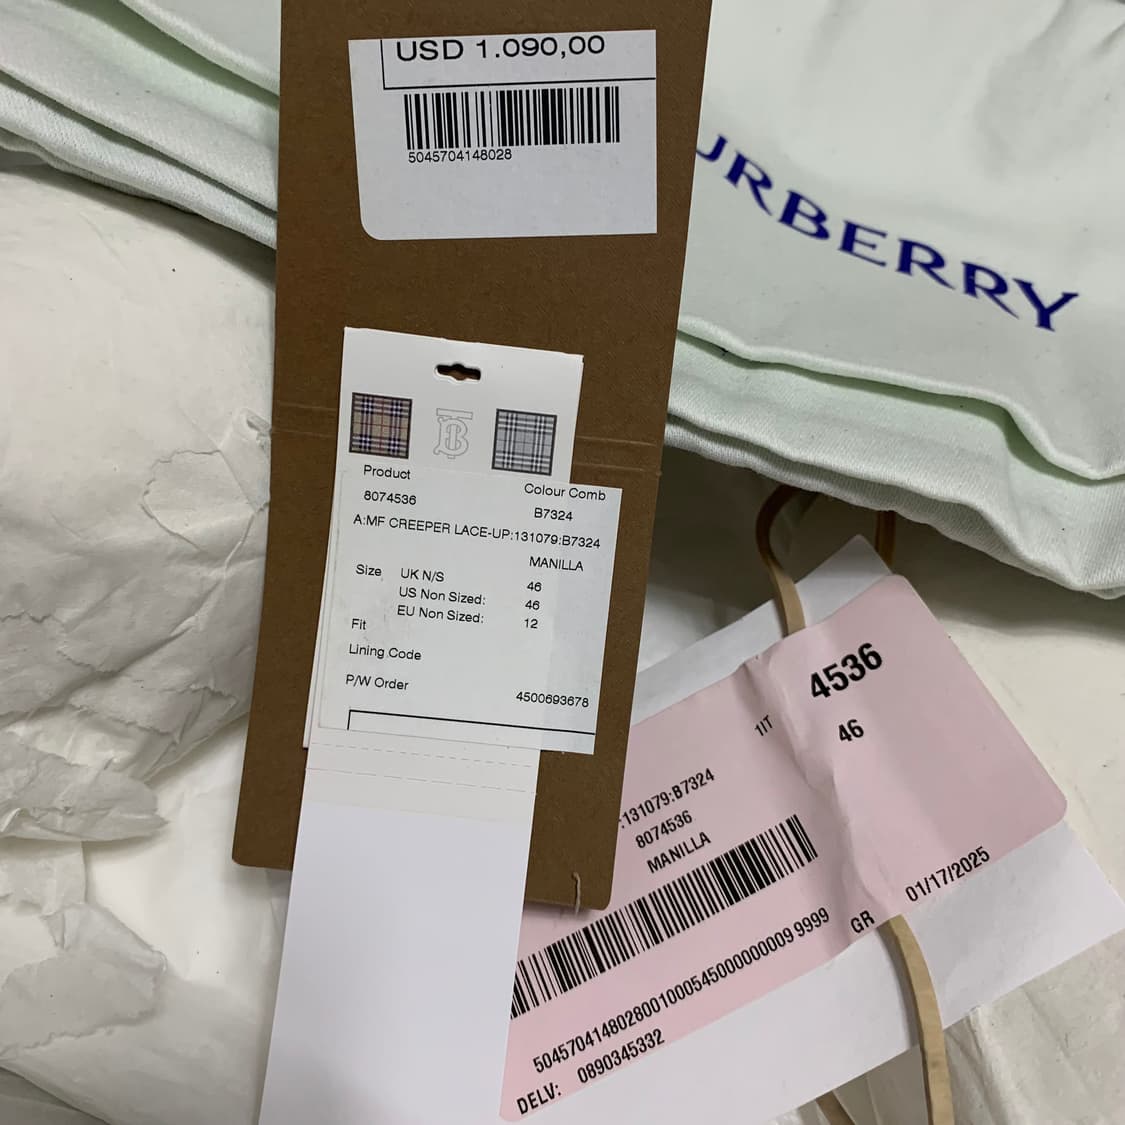 USD 1.090,00
5045704148028
URBERRY
Product
Colour Comb
8074536
B7324
A:MF CREEPER LACE-UP:131079:B7324
MANILLA
Size
UK N/S
46
US Non Sized:
46
EU Non Sized:
12
Fit
Lining Code
P/W Order
4500693678
4536
1IT
46
:131079:B7324
8074536
MANILLA
GR
01/17/2025
DELV:
0890345332